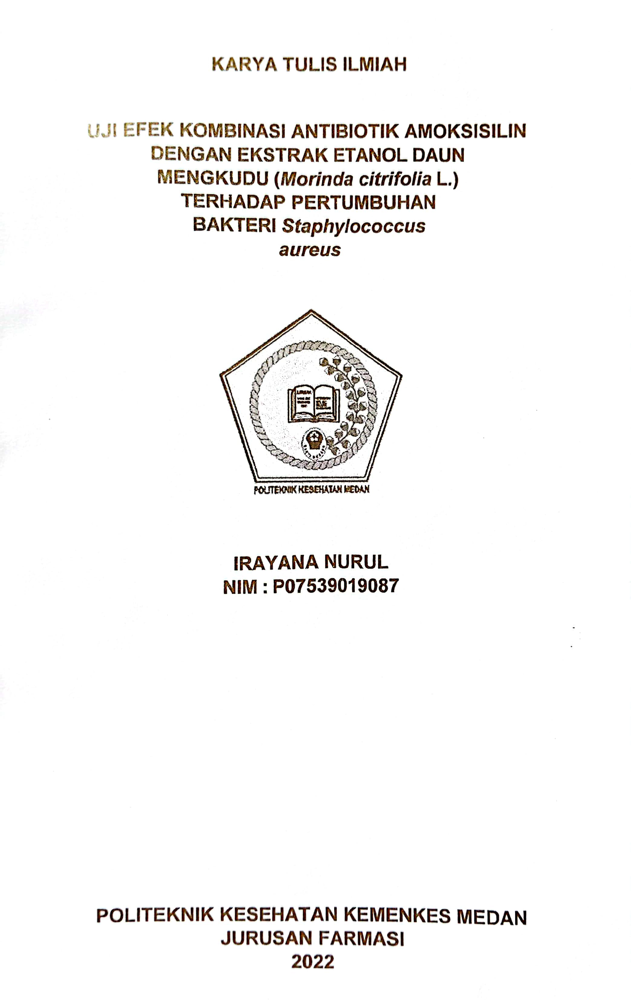 KARYA TULIS ILMIAH
UJI EFEK KOMBINASI ANTIBIOTIK AMOKSISILIN
DENGAN EKSTRAK ETANOL DAUN
MENGKUDU (Morinda citrifolia L.)
TERHADAP PERTUMBUHAN
BAKTERI Staphylococcus
aureus
POLITEKNIK KESEHATAN MEDAN
IRAYANA NURUL
NIM : P07539019087
POLITEKNIK KESEHATAN KEMENKES MEDAN
JURUSAN FARMASI
2022